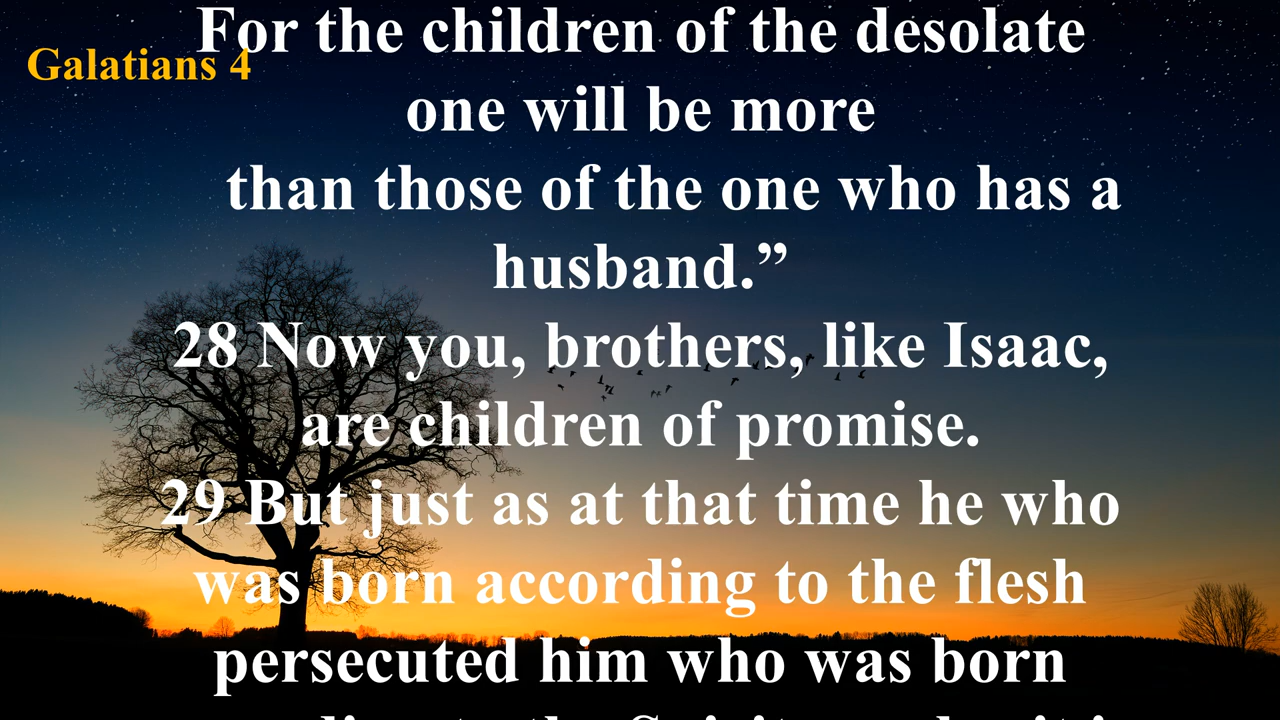 For the children of the desolate
Galatians 4
one will be more
than those of the one who has a
husband.”
28 Now you, brothers, like Isaac,
are children of promise.
29 But just as at that time he who
was born according to the flesh
persecuted him who was born